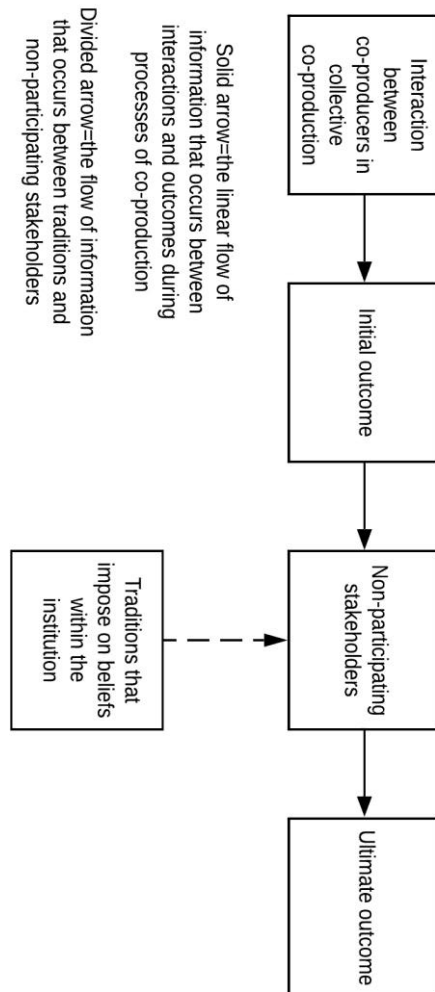 Interaction
between
co-producers in
collective
co-production
Initial outcome
Non-participating
stakeholders
Ultimate outcome
Traditions that
impose on beliefs
within the
institution
Solid arrow=the linear flow of
information that occurs between
interactions and outcomes during
processes of co-production
Divided arrow=the flow of information
that occurs between traditions and
non-participating stakeholders